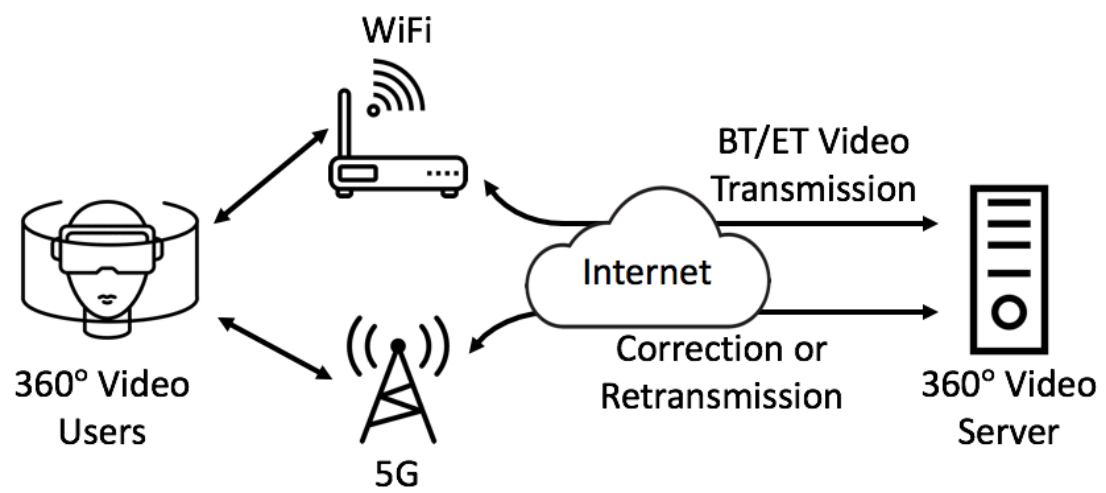 WiFi
BT/ET Video
Transmission
Internet
Correction or
Retransmission
360° Video
Users
5G
360° Video
Server